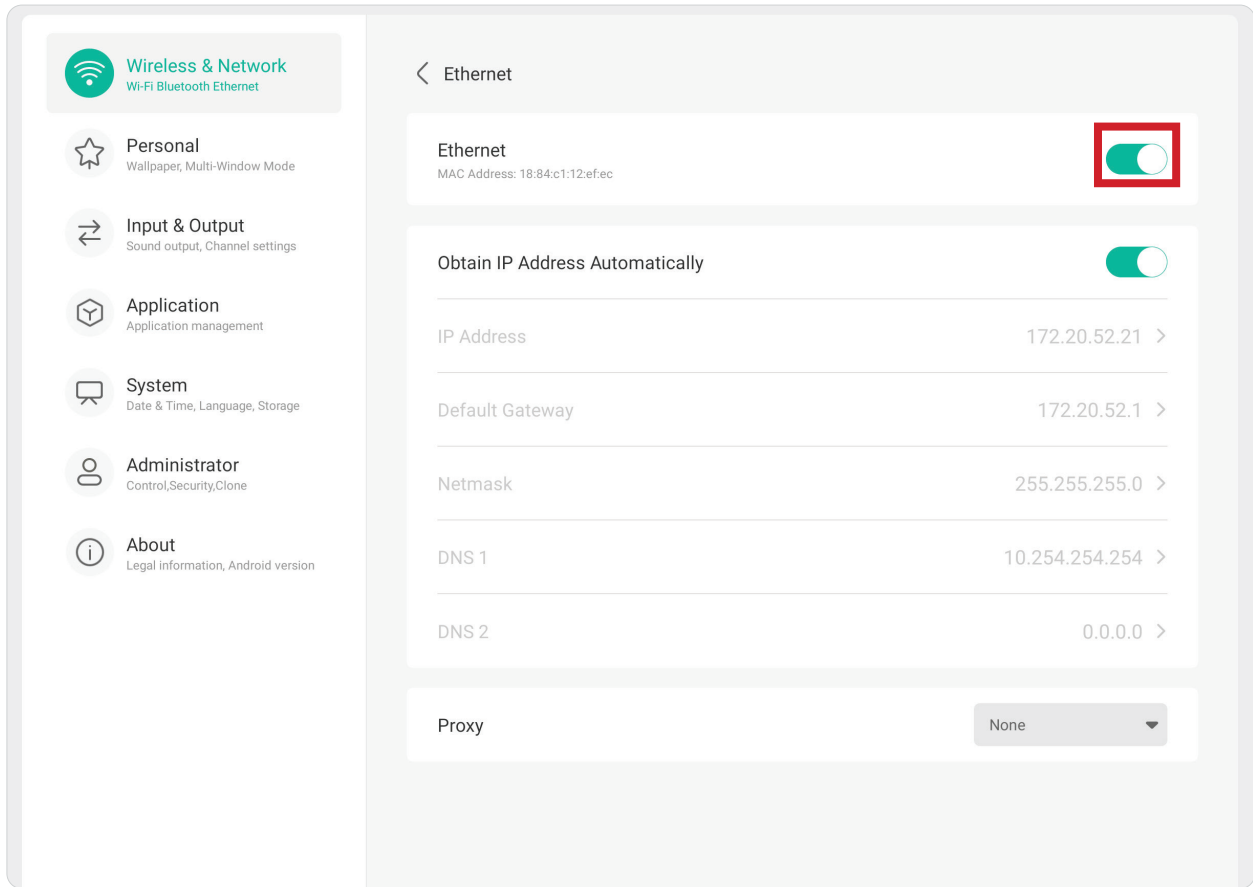 Wireless & Network
Wi-Fi Bluetooth Ethernet
Personal
Wallpaper, Multi-Window Mode
Input & Output
Sound output, Channel settings
Application
Application management
System
Date & Time, Language, Storage
Administrator
Control,Security,Clone
About
Legal information, Android version
Ethernet
Ethernet
MAC Address: 18:84:c1:12:ef:ec
Obtain IP Address Automatically
IP Address 172.20.52.21
Default Gateway 172.20.52.1
Netmask 255.255.255.0
DNS 1 10.254.254.254
DNS 2 0.0.0.0
Proxy None